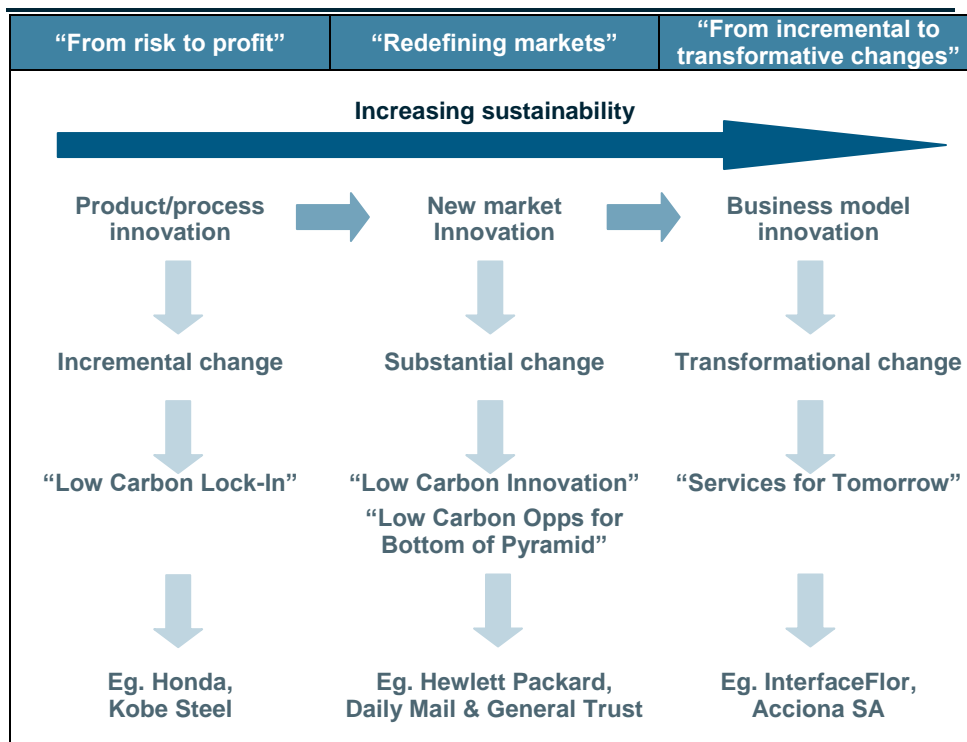 “From risk to profit”
“Redefining markets”
“From incremental to
transformative changes”
Increasing sustainability
Product/process
innovation
New market
Innovation
Business model
innovation
Incremental change
Substantial change
Transformational change
“Low Carbon Lock-In”
“Low Carbon Innovation”
“Low Carbon Opps for
Bottom of Pyramid”
“Services for Tomorrow”
Eg. Honda,
Kobe Steel
Eg. Hewlett Packard,
Daily Mail & General Trust
Eg. InterfaceFlor,
Acciona SA